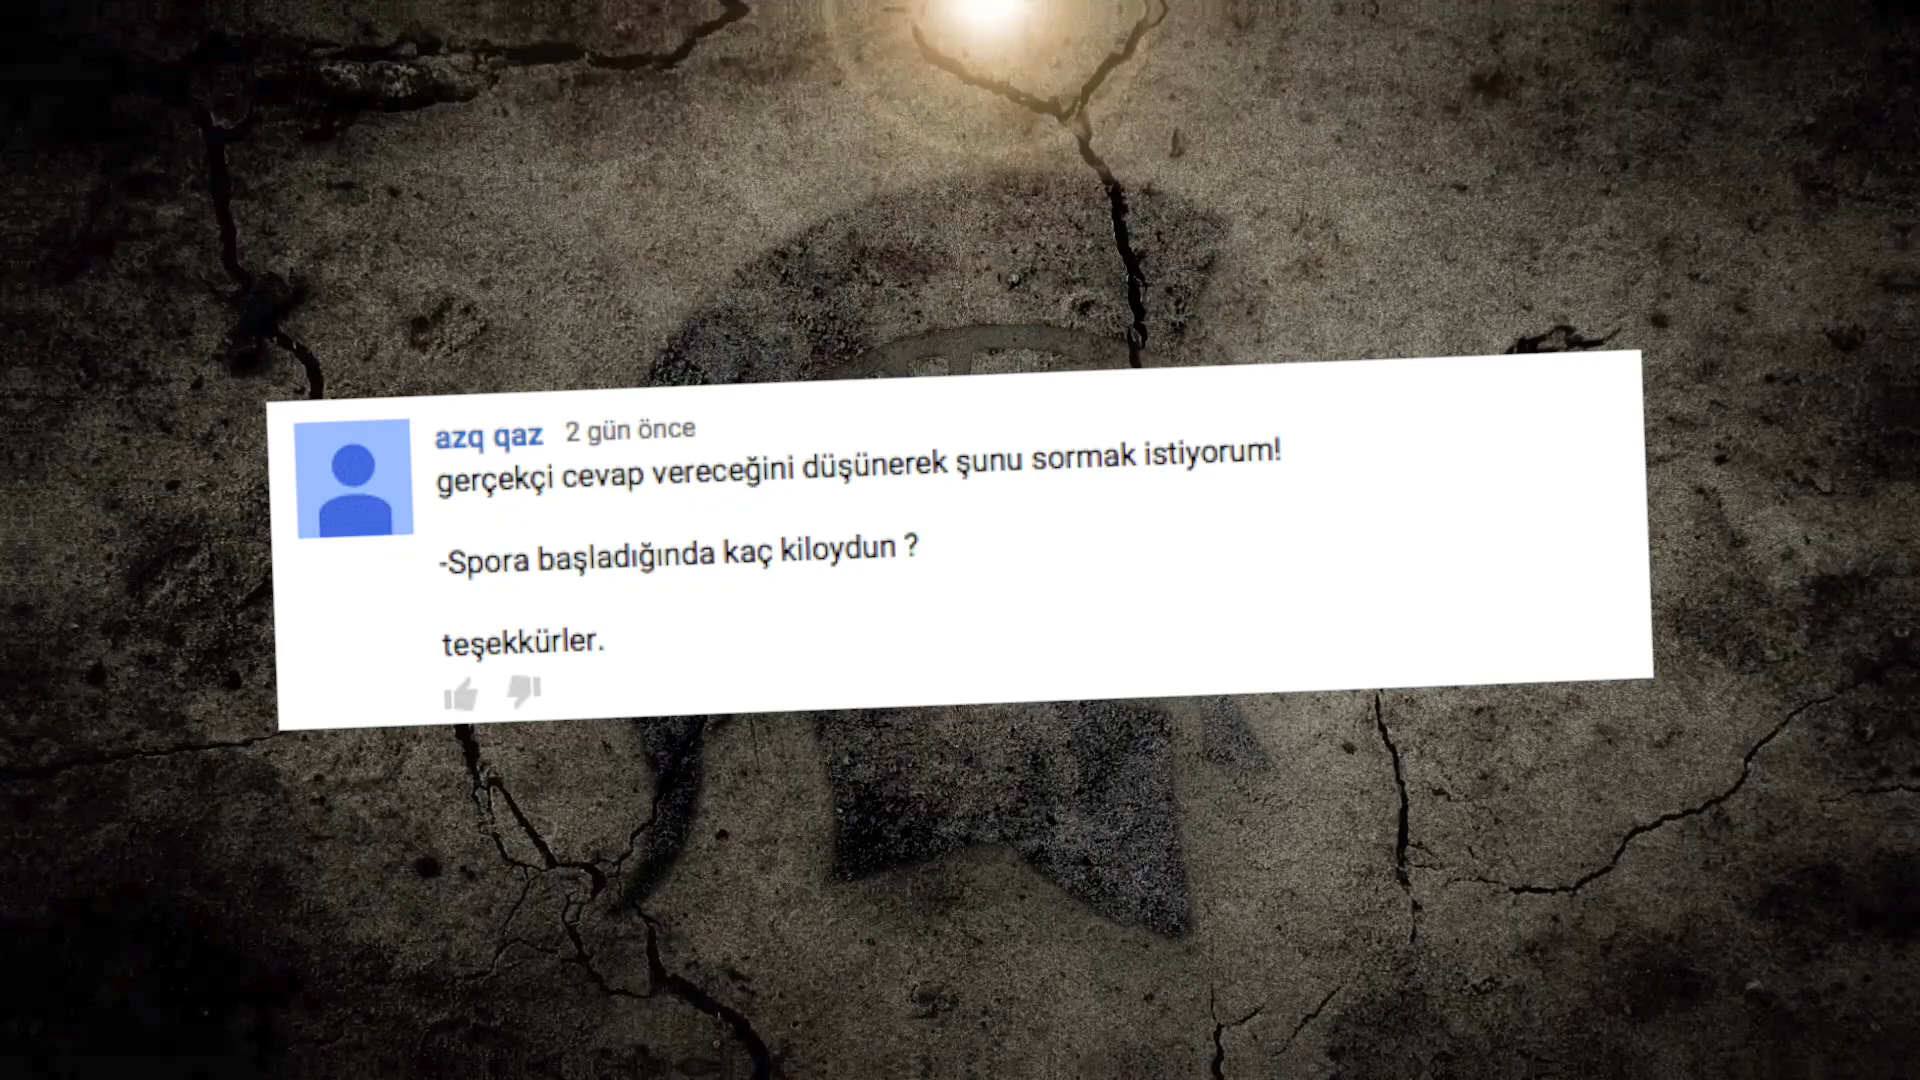 azq qaz 2 gün önce
gerçekçi cevap vereceğini düşünerek şunu sormak istiyorum!
-Spora başladığında kaç kiloydun ?
teşekkürler.